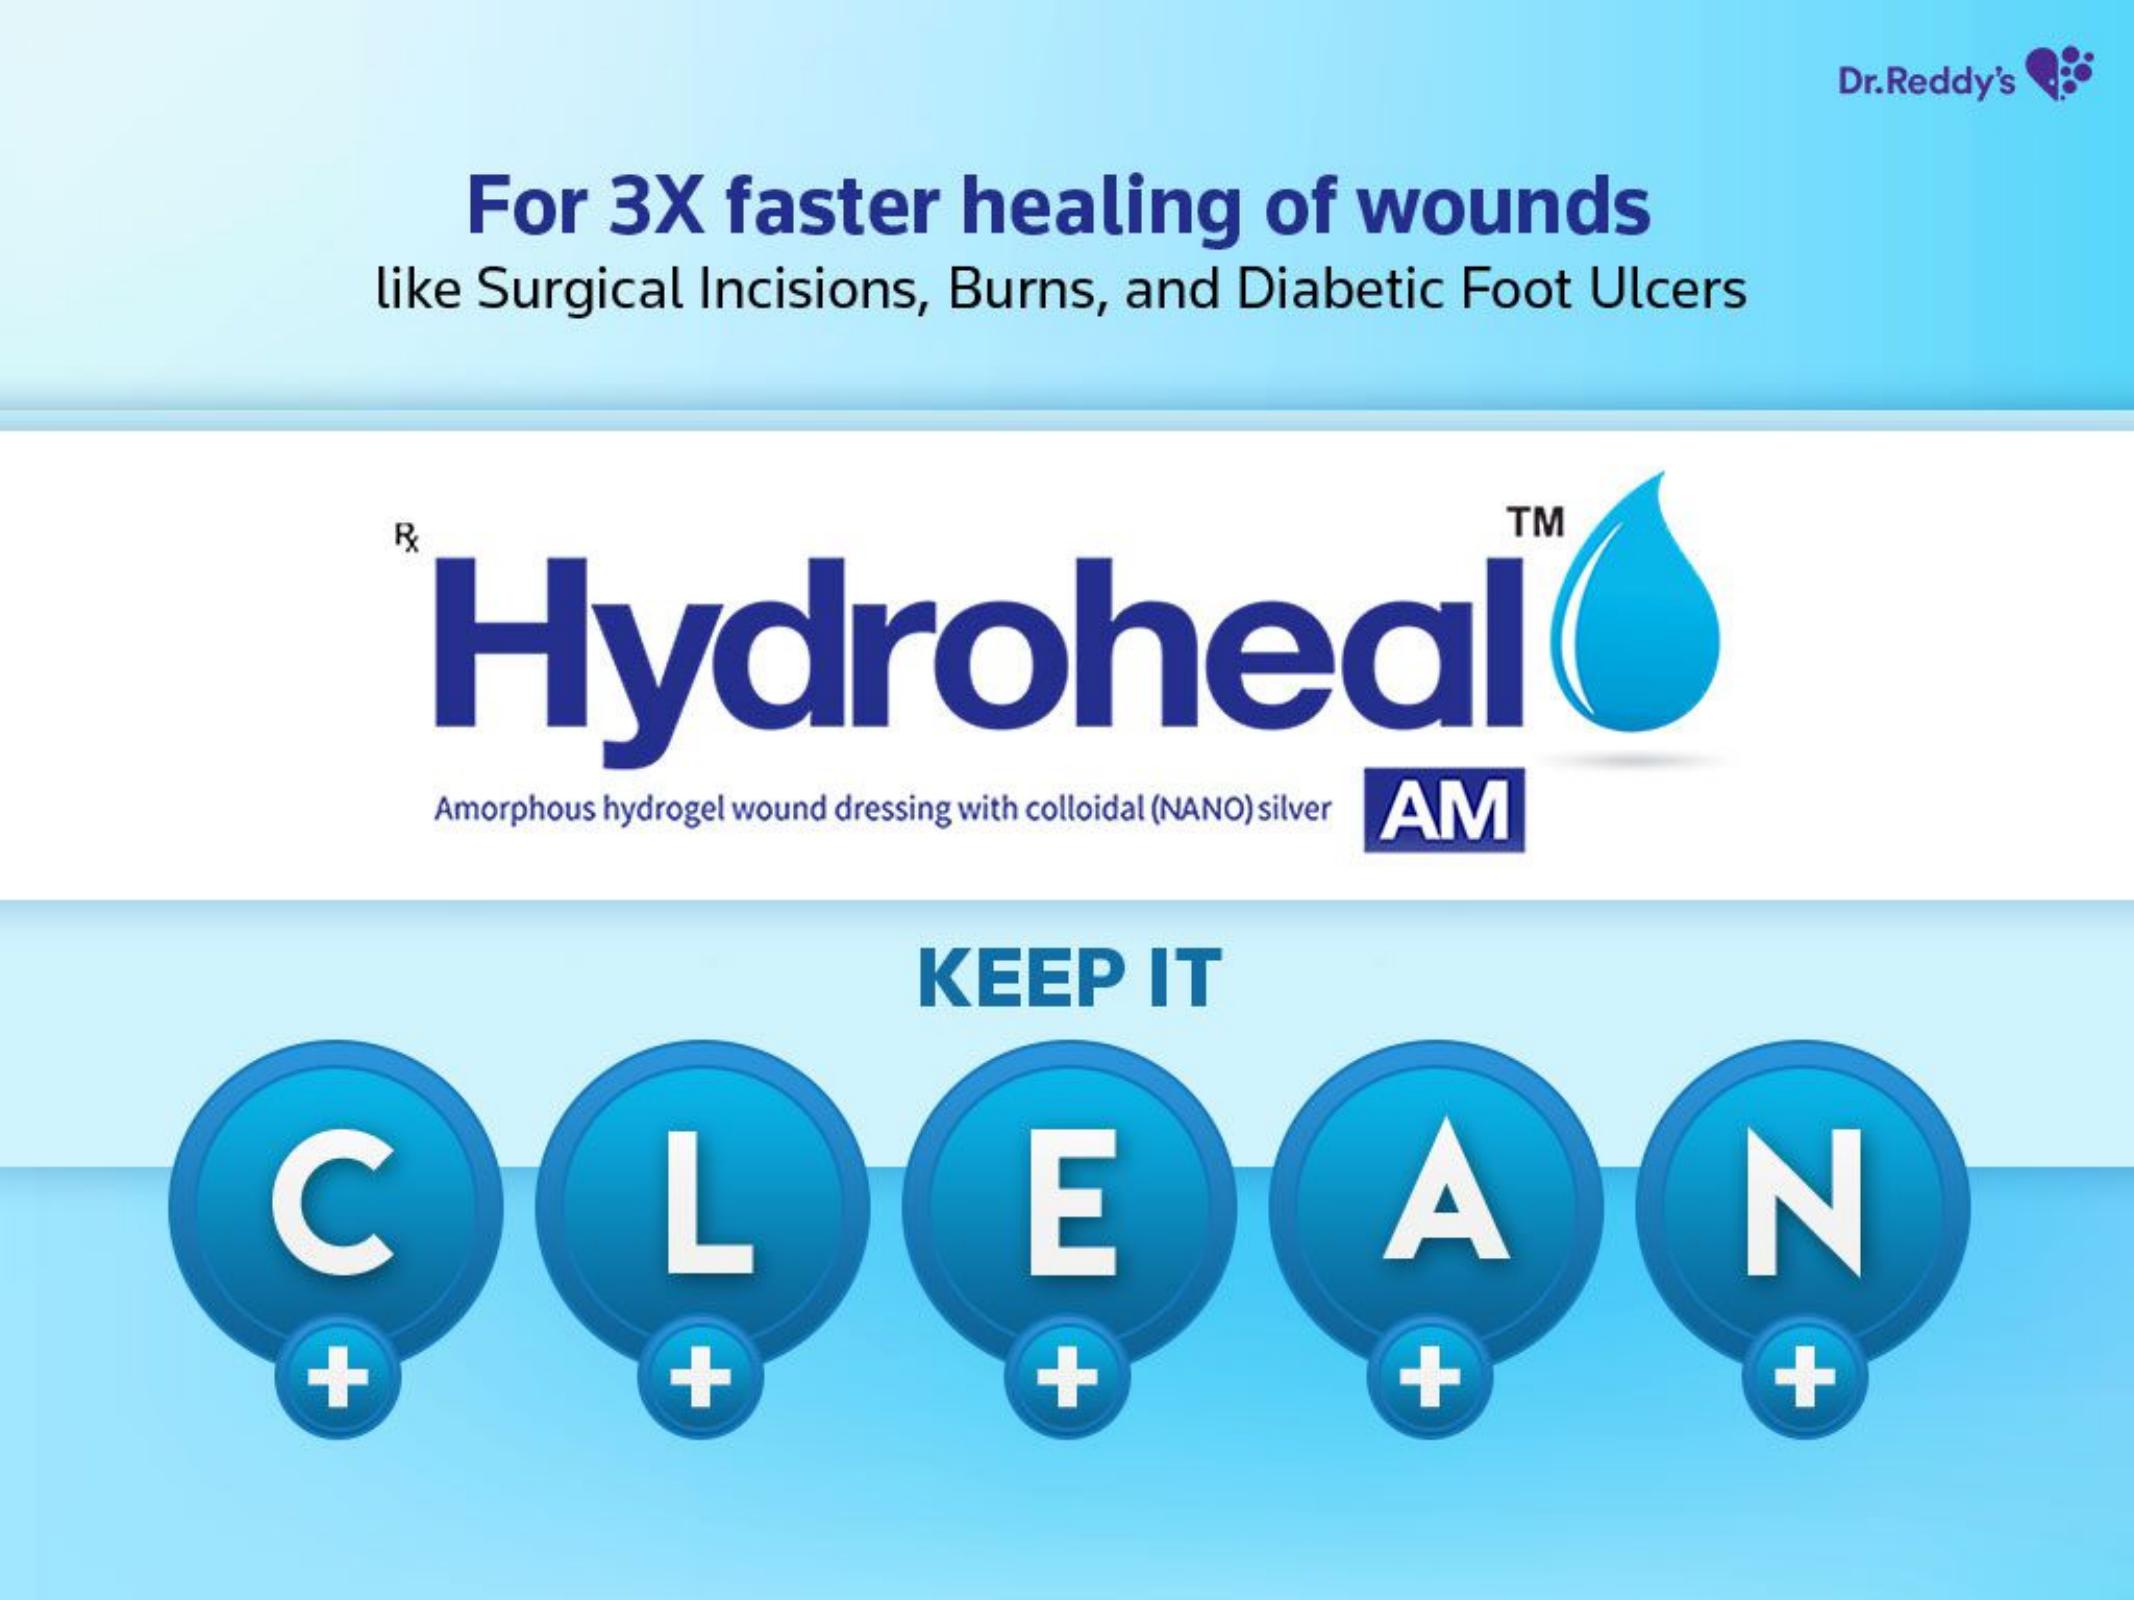 Dr.Reddy's
For 3X faster healing of wounds
like Surgical Incisions, Burns, and Diabetic Foot Ulcers
℞ Hydroheal™
Amorphous hydrogel wound dressing with colloidal (NANO) silver AM
KEEP IT
C L E A N
+ + + + +